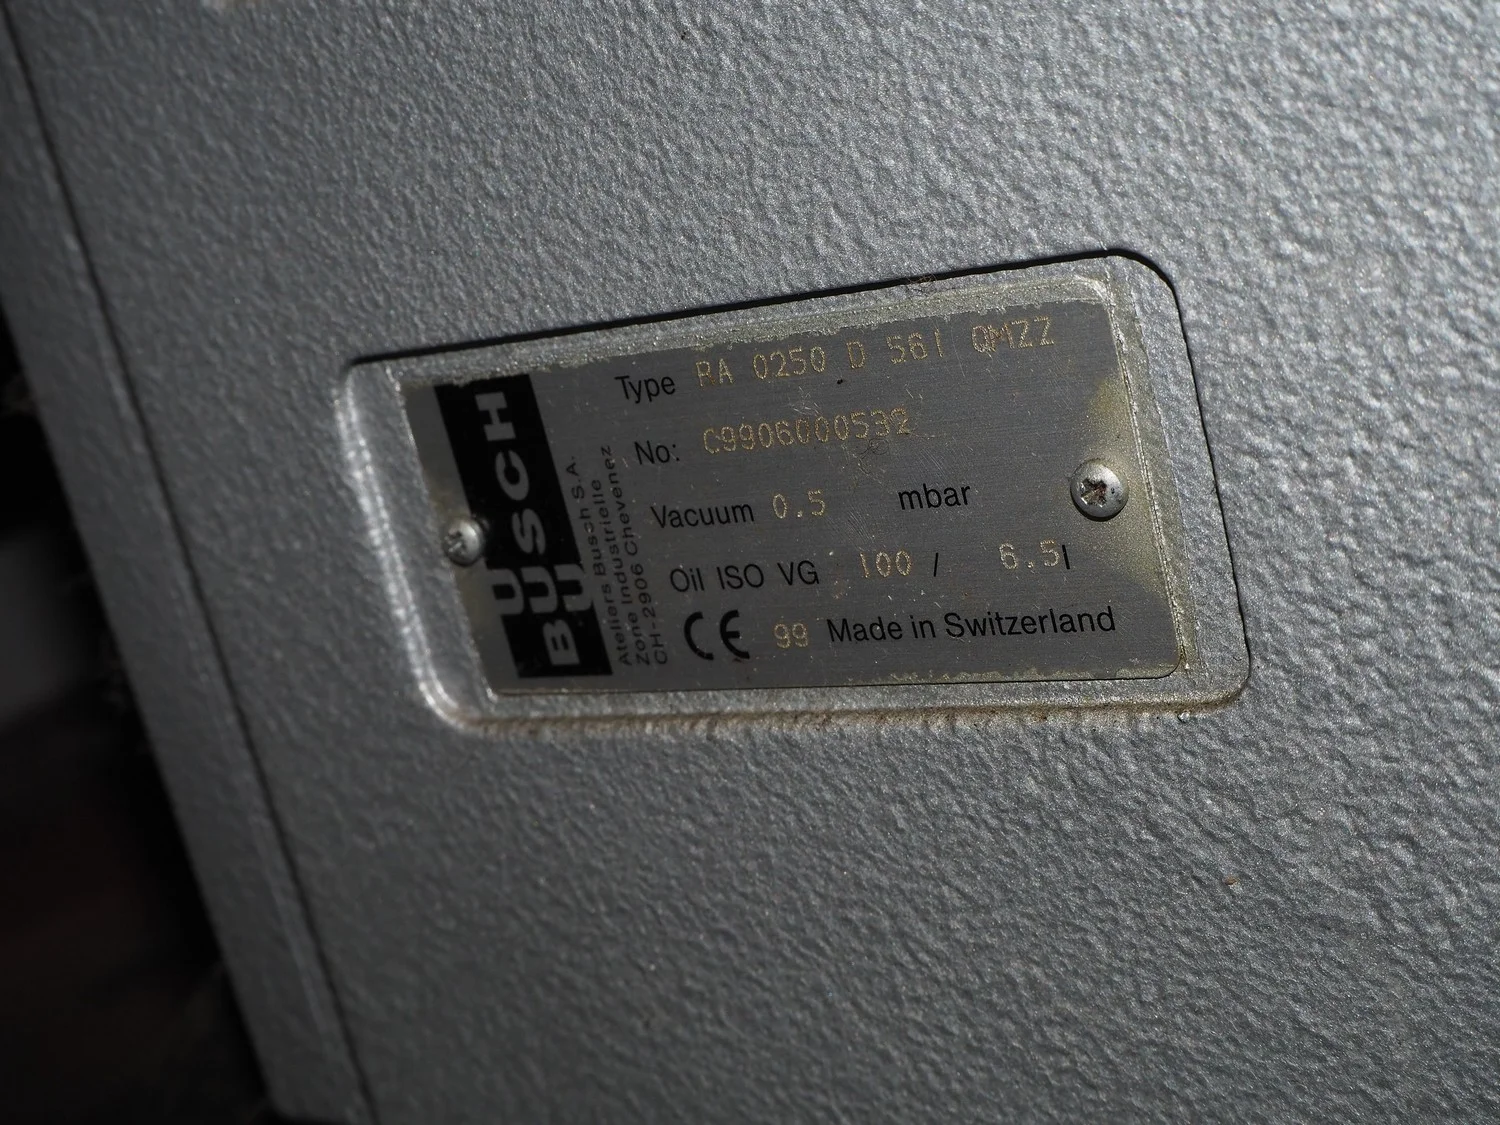 BUSCH
Ateliers Busch S.A.
Zone Industrielle
CH-2906 Chevenez
Type RA 0250 D 561 QMZZ
No: C9906000532
Vacuum 0.5 mbar
Oil ISO VG 100 / 6.5 l
CE 99 Made in Switzerland